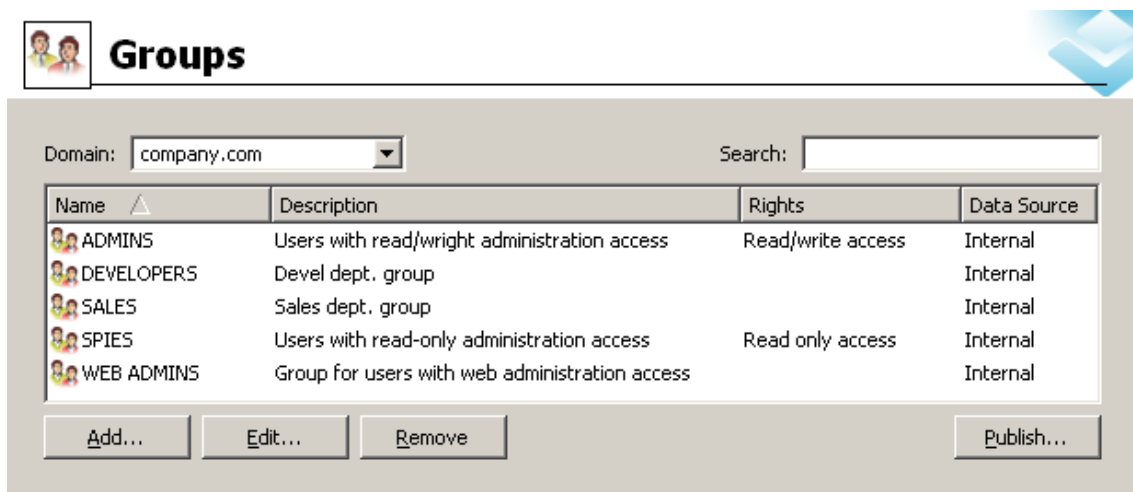 Groups
Domain: company.com Search:
Name Description Rights Data Source
ADMINS Users with read/wright administration access Read/write access Internal
DEVELOPERS Devel dept. group Internal
SALES Sales dept. group Internal
SPIES Users with read-only administration access Read only access Internal
WEB ADMINS Group for users with web administration access Internal
Add... Edit... Remove Publish...